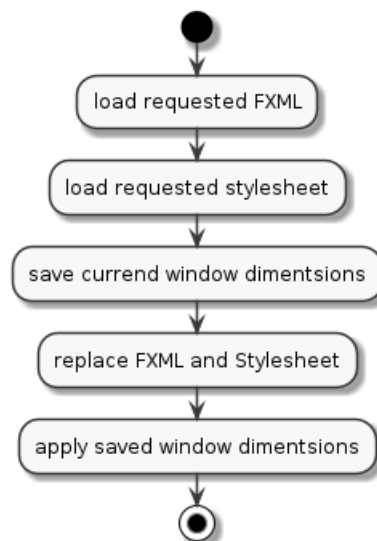 load requested FXML
load requested stylesheet
save currend window dimentsions
replace FXML and Stylesheet
apply saved window dimentsions